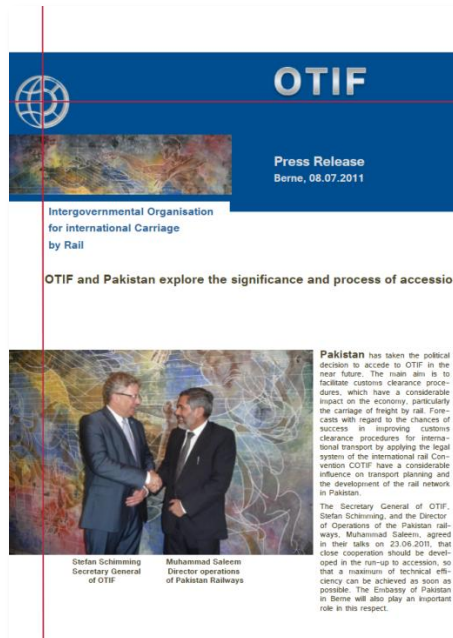 OTIF
Press Release
Berne, 08.07.2011
Intergovernmental Organisation
for international Carriage
by Rail
OTIF and Pakistan explore the significance and process of accessio
Pakistan has taken the political
decision to accede to OTIF in the
near future. The main aim is to
facilitate customs clearance proce-
dures, which have a considerable
impact on the economy, particularly
the carriage of freight by rail. Fore-
casts with regard to the chances of
success in improving customs
clearance procedures for interna-
tional transport by applying the legal
system of the international rail Con-
vention COTIF have a considerable
influence on transport planning and
the development of the rail network
in Pakistan.
The Secretary General of OTIF,
Stefan Schimming, and the Director
of Operations of the Pakistan rail-
ways, Muhammad Saleem, agreed
in their talks on 23.06.2011, that
close cooperation should be devel-
oped in the run-up to accession, so
that a maximum of technical effi-
ciency can be achieved as soon as
possible. The Embassy of Pakistan
in Berne will also play an important
role in this respect.
Stefan Schimming
Secretary General
of OTIF
Muhammad Saleem
Director operations
of Pakistan Railways